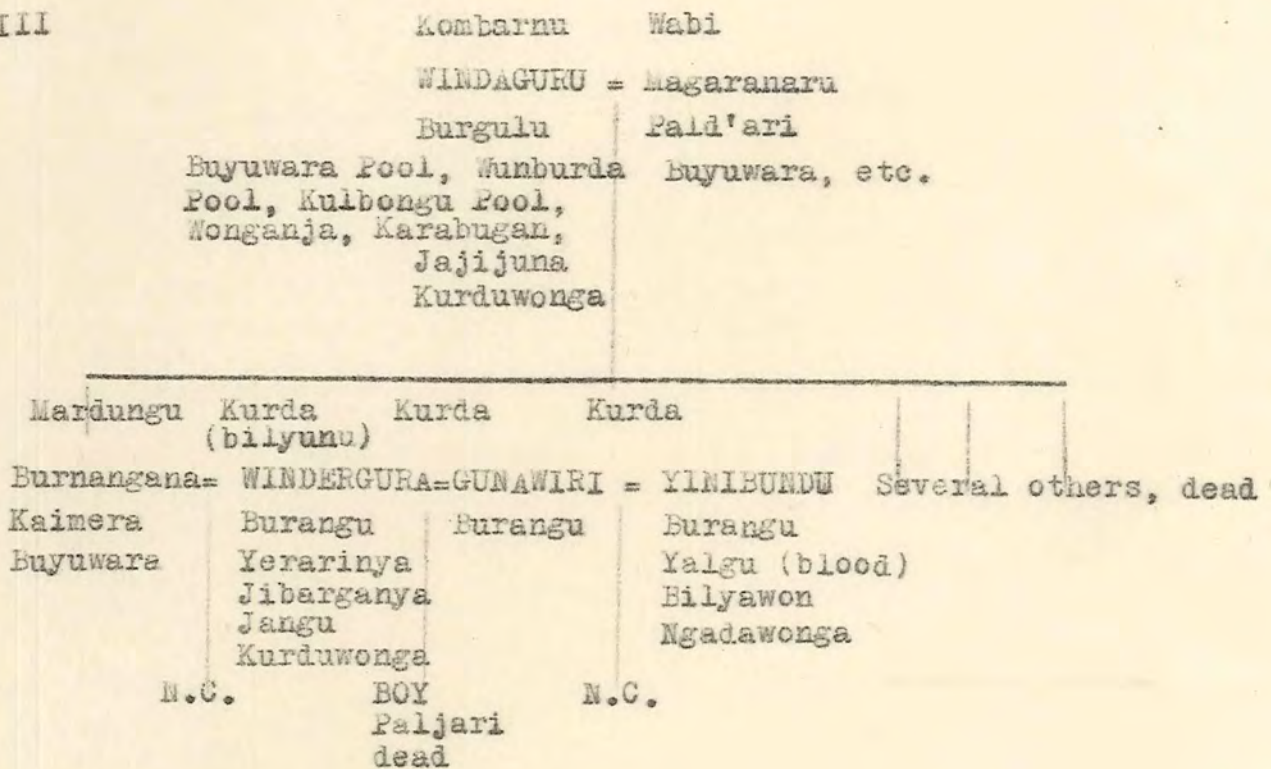 III
Kombarnu Wabi
WINDAGURU = Magaranaru
Burgulu Pald'ari
Buyuwara Pool, Wunburda Buyuwara, etc.
Pool, Kulbongu Pool,
Wonganja, Karabugan,
Jajijuna
Kurduwonga
Mardungu Kurda Kurda Kurda
(bilyunu)
Burnangana= WINDERGURA=GUNAWIRI = YINIBUNDU Several others, dead
Kaimera Burangu Burangu Burangu
Buyuwara Yerarinya Yalgu (blood)
Jibarganya Bilyawon
Jangu Ngadawonga
Kurduwonga
N.C. BOY N.C.
Paljari
dead